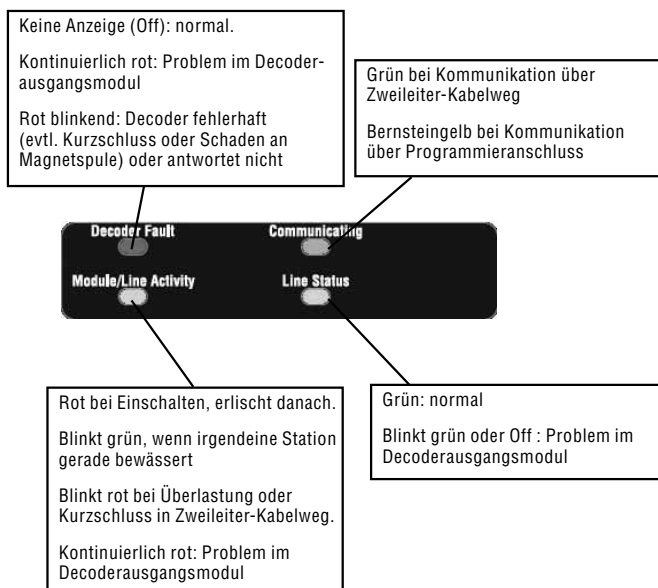 Keine Anzeige (Off): normal.
Kontinuierlich rot: Problem im Decoder-
ausgangsmodul
Rot blinkend: Decoder fehlerhaft
(evtl. Kurzschluss oder Schaden an
Magnetspule) oder antwortet nicht
Grün bei Kommunikation über
Zweileiter-Kabelweg
Bernsteingelb bei Kommunikation
über Programmieranschluss
Decoder Fault
Communicating
Module/Line Activity
Line Status
Rot bei Einschalten, erlischt danach.
Blinkt grün, wenn irgendeine Station
gerade bewässert
Blinkt rot bei Überlastung oder
Kurzschluss in Zweileiter-Kabelweg.
Kontinuierlich rot: Problem im
Decoderausgangsmodul
Grün: normal
Blinkt grün oder Off : Problem im
Decoderausgangsmodul